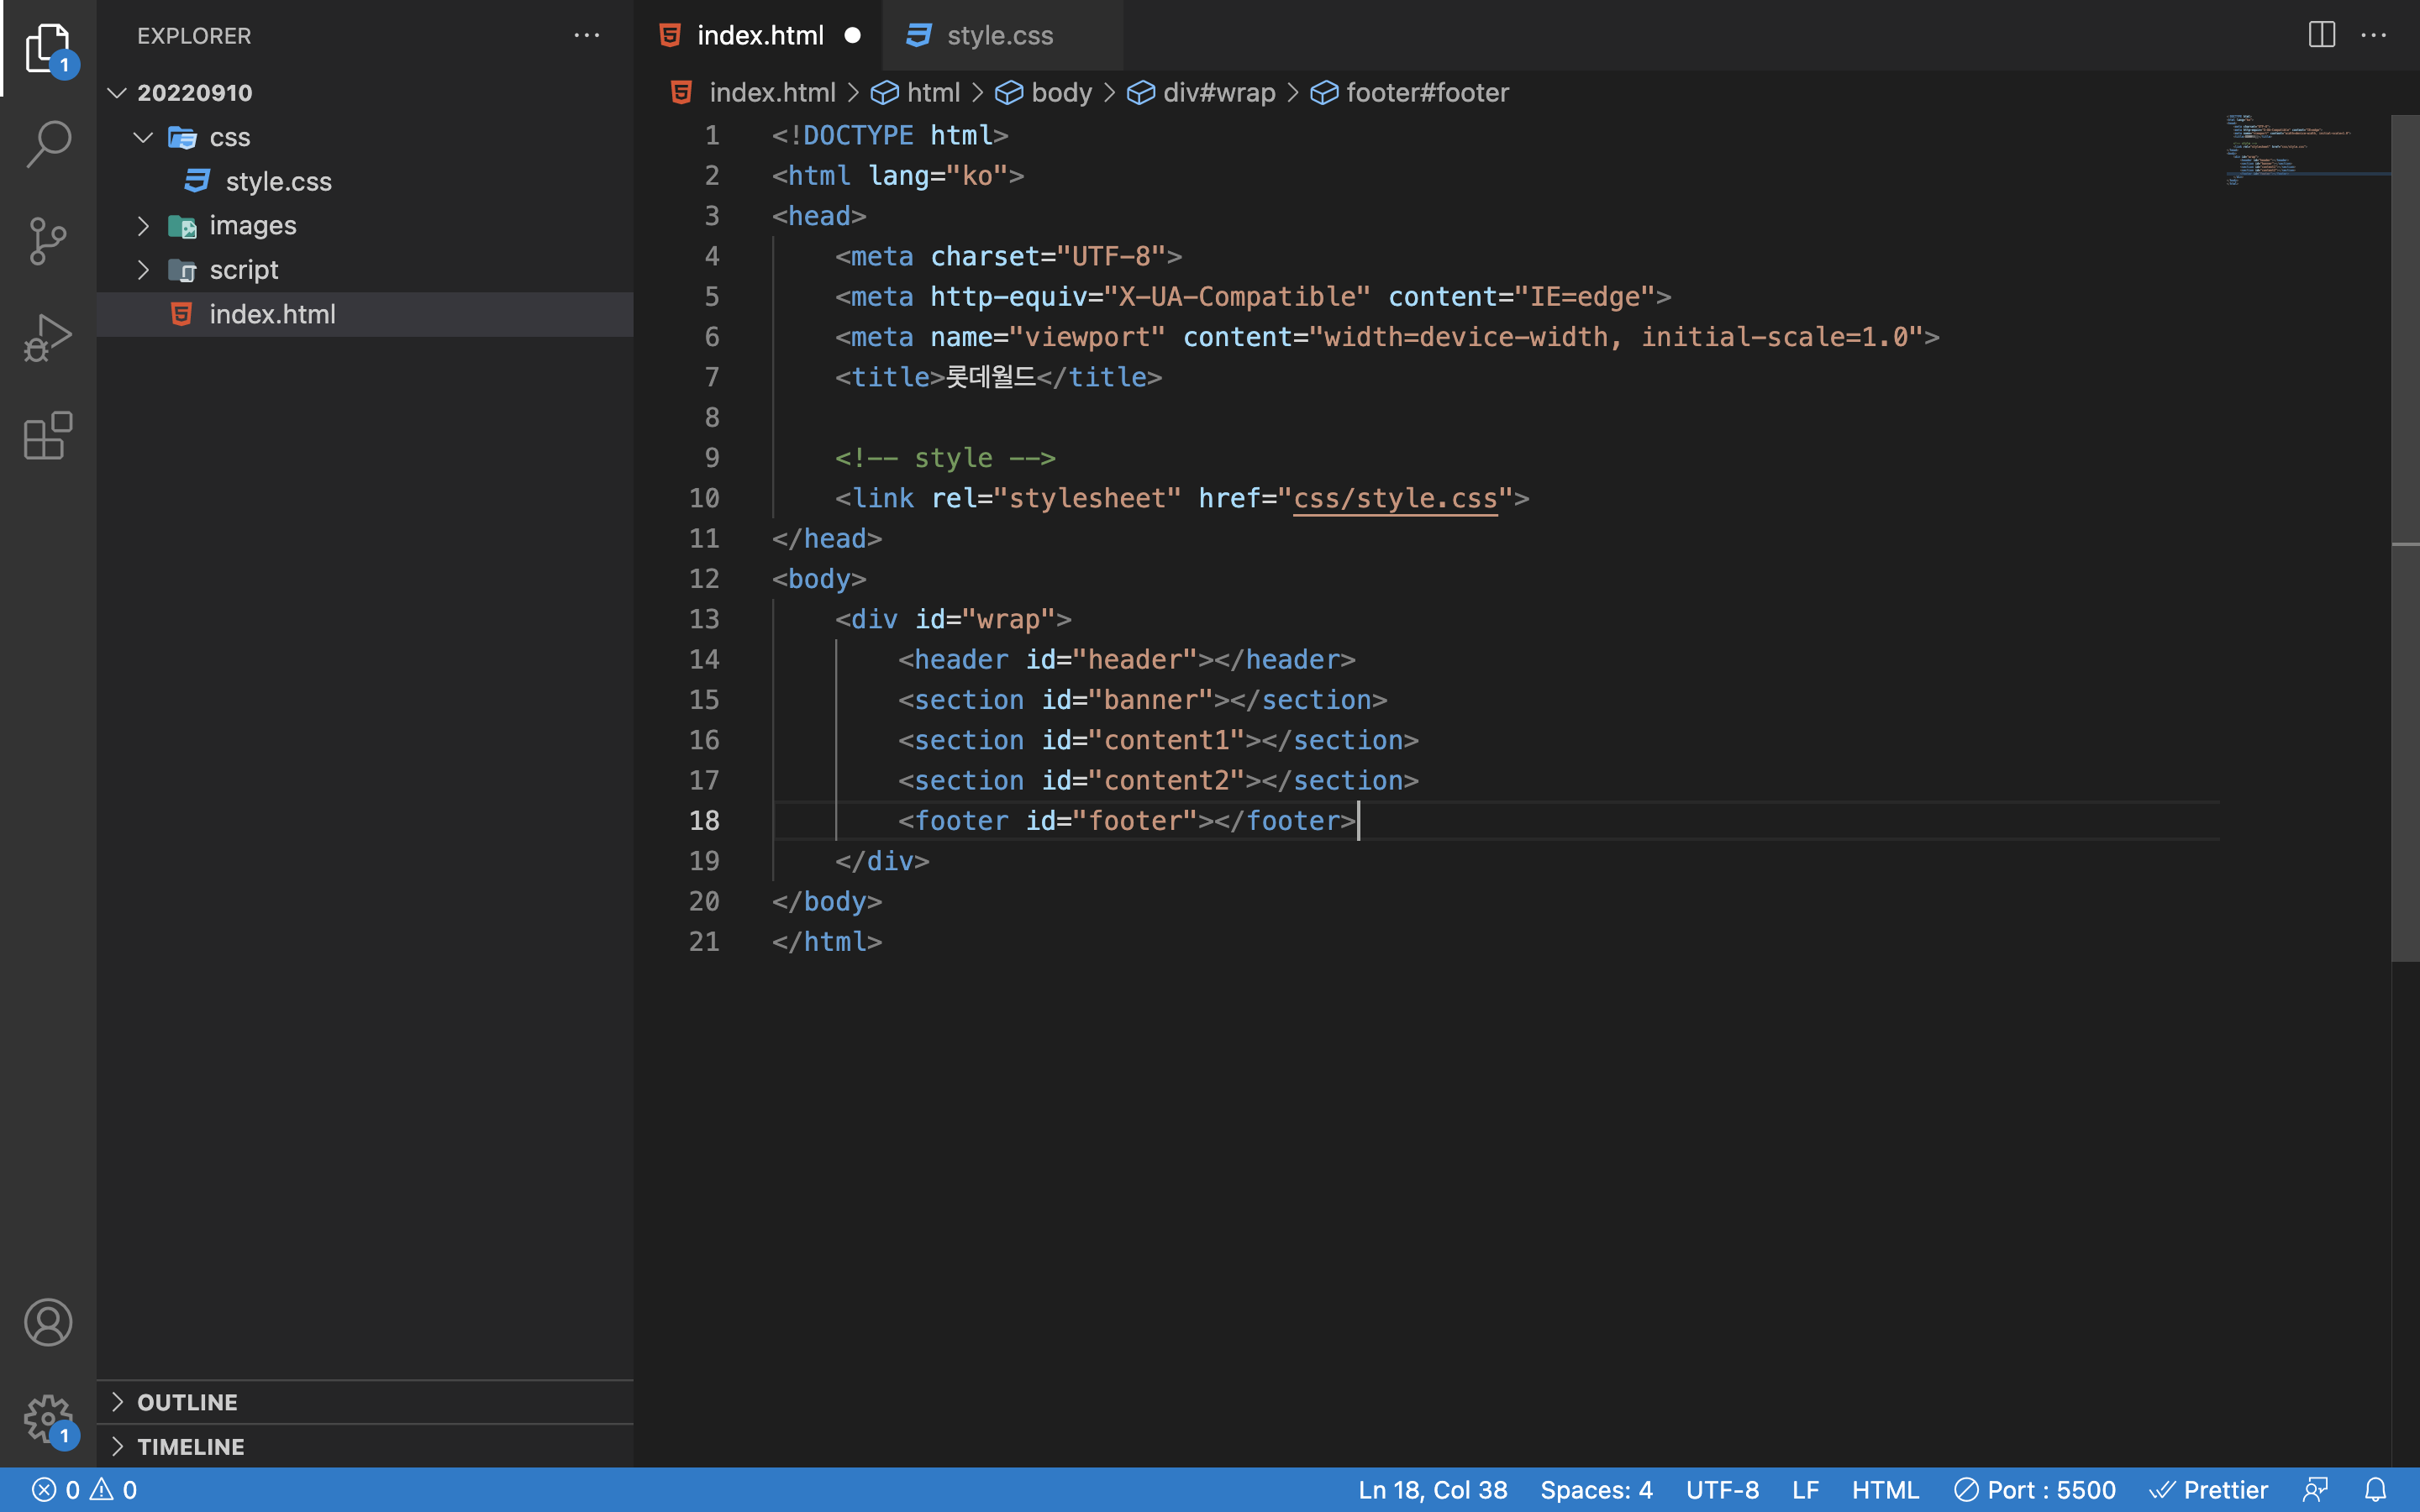 EXPLORER
1
20220910
css
style.css
images
script
index.html
OUTLINE
TIMELINE
1
index.html
style.css
index.html > html > body > div#wrap > footer#footer
1 <!DOCTYPE html>
2 <html lang="ko">
3 <head>
4     <meta charset="UTF-8">
5     <meta http-equiv="X-UA-Compatible" content="IE=edge">
6     <meta name="viewport" content="width=device-width, initial-scale=1.0">
7     <title>롯데월드</title>
8
9     <!-- style -->
10     <link rel="stylesheet" href="css/style.css">
11 </head>
12 <body>
13     <div id="wrap">
14         <header id="header"></header>
15         <section id="banner"></section>
16         <section id="content1"></section>
17         <section id="content2"></section>
18         <footer id="footer"></footer>
19     </div>
20 </body>
21 </html>
0 0 Ln 18, Col 38 Spaces: 4 UTF-8 LF HTML Port : 5500 Prettier